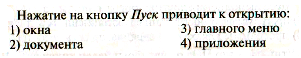 Нажатие на кнопку Пуск приводит к открытию:
1) окна 3) главного меню
2) документа 4) приложения